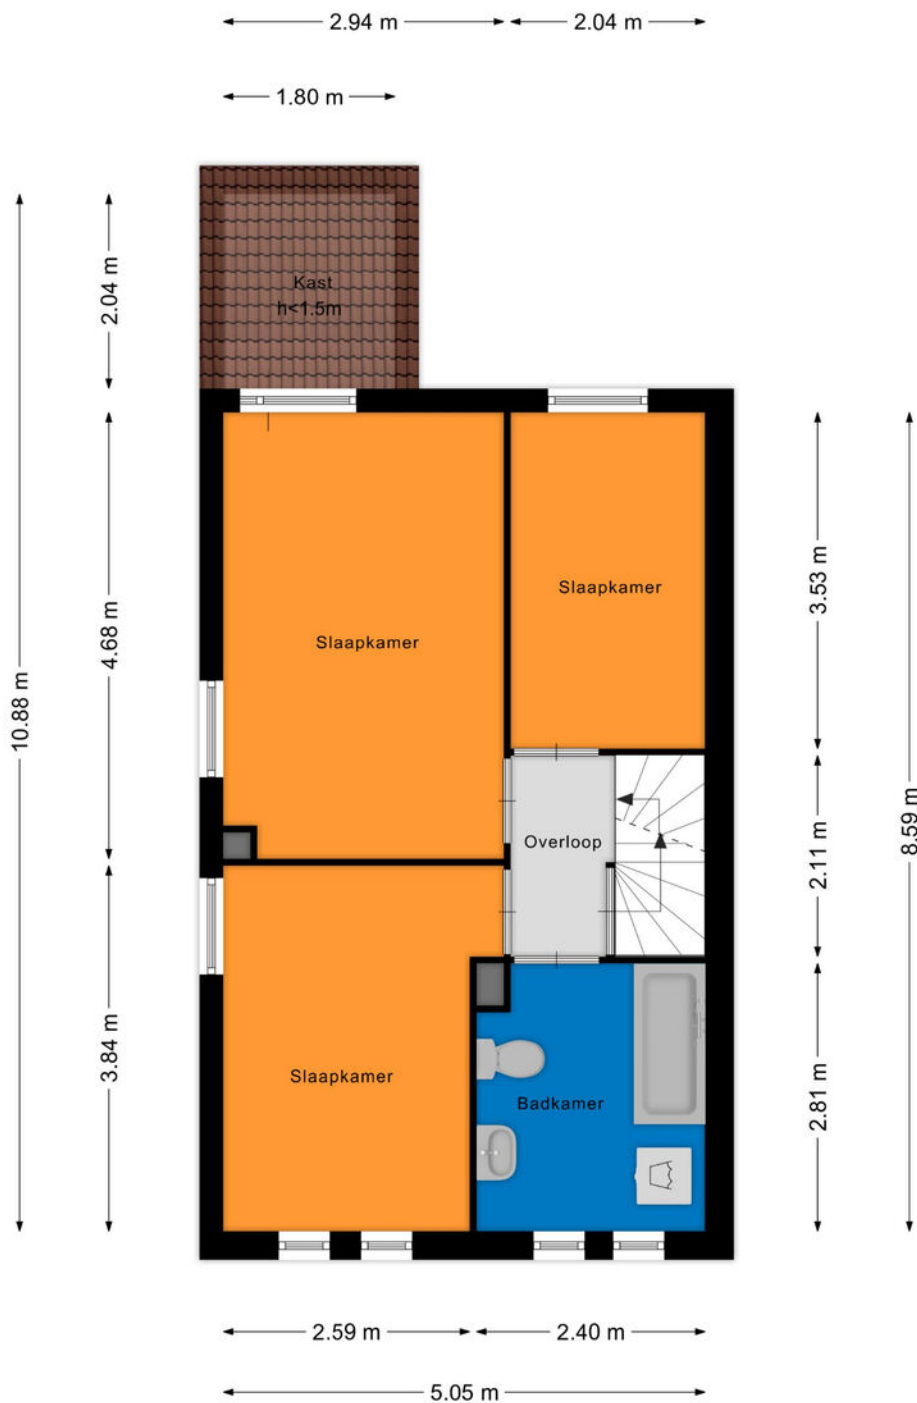 2.94 m
2.04 m
1.80 m
Kast
h<1.5m
2.04 m
10.88 m
4.68 m
3.84 m
Slaapkamer
Slaapkamer
3.53 m
8.59 m
2.11 m
Overloop
Slaapkamer
Badkamer
2.81 m
2.59 m
2.40 m
5.05 m